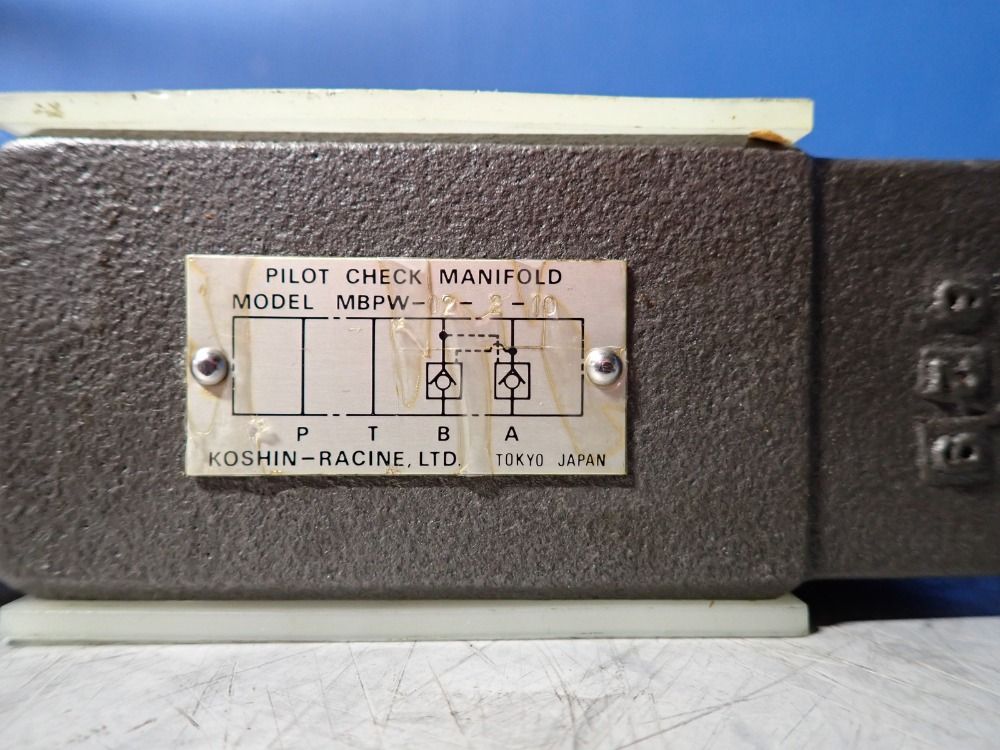 PILOT CHECK MANIFOLD
MODEL MBPW-02-2-10
P T B A
KOSHIN-RACINE, LTD. TOKYO JAPAN